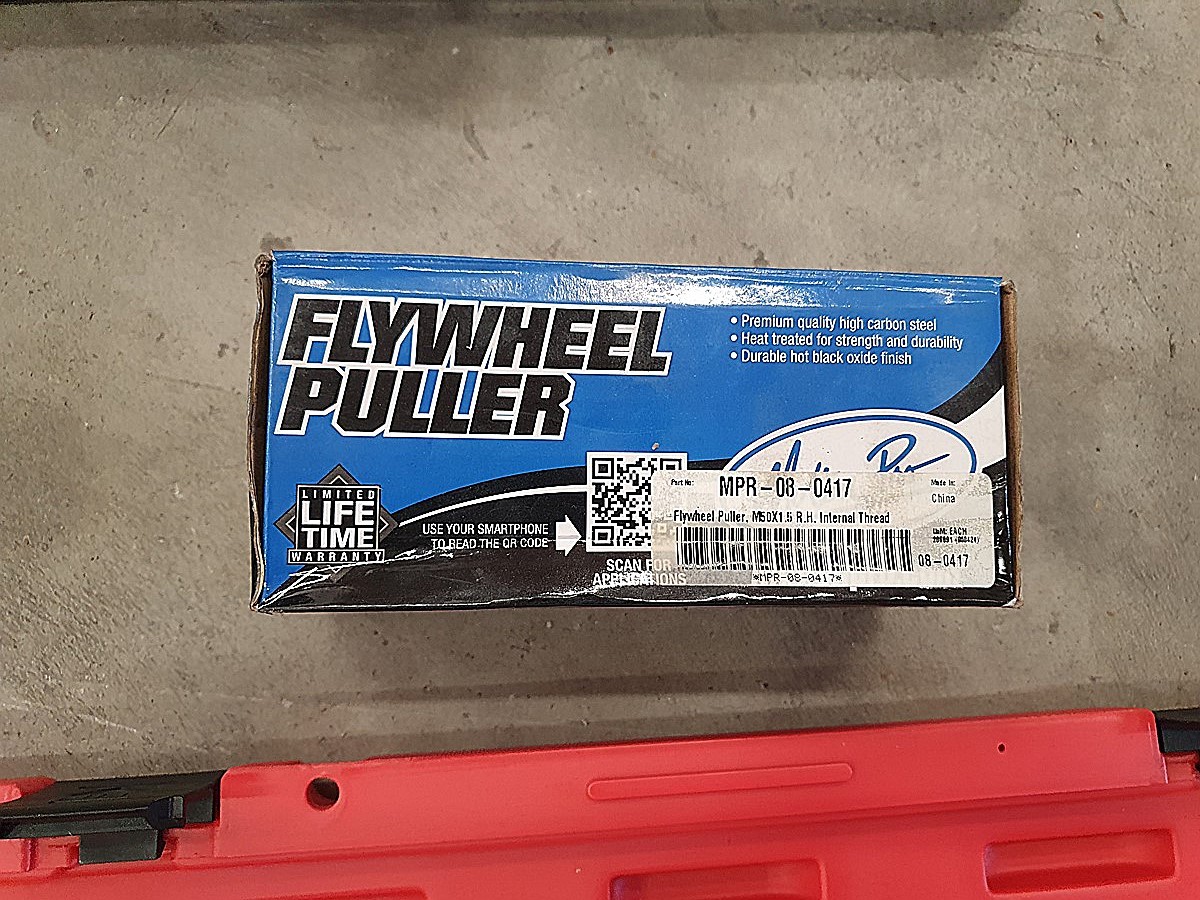 FLYWHEEL
PULLER
• Premium quality high carbon steel
• Heat treated for strength and durability
• Durable hot black oxide finish
LIMITED
LIFE
TIME
WARRANTY
USE YOUR SMARTPHONE
TO READ THE QR CODE
SCAN FOR
APPLICATIONS
Part No: MPR-08-0417
Made In:
China
Flywheel Puller, M50X1.5 R.H. Internal Thread
UoM: EACH
08-0417
*MPR-08-0417*